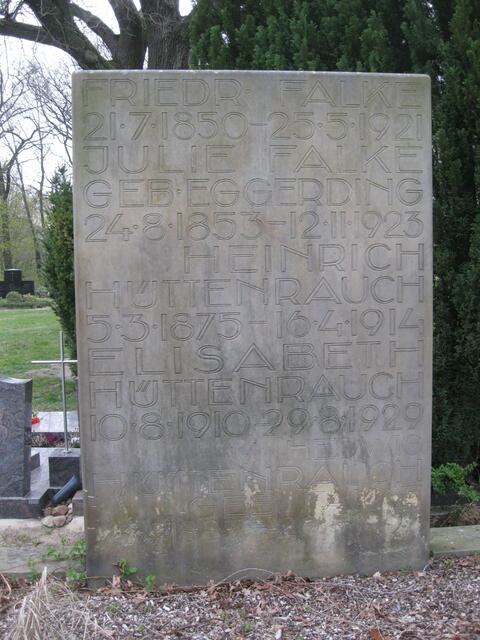 FRIEDR· FALKE
21·7·1850–25·5·1921
JULIE FALKE
GEB·EGGERDING
24·8·1853–12·11·1923
HEINRICH
HÜTTENRAUCH
5·3·1875–16·4·1914
ELISABETH
HÜTTENRAUCH
10·8·1910–29·8·1929
HÜTTENRAUCH